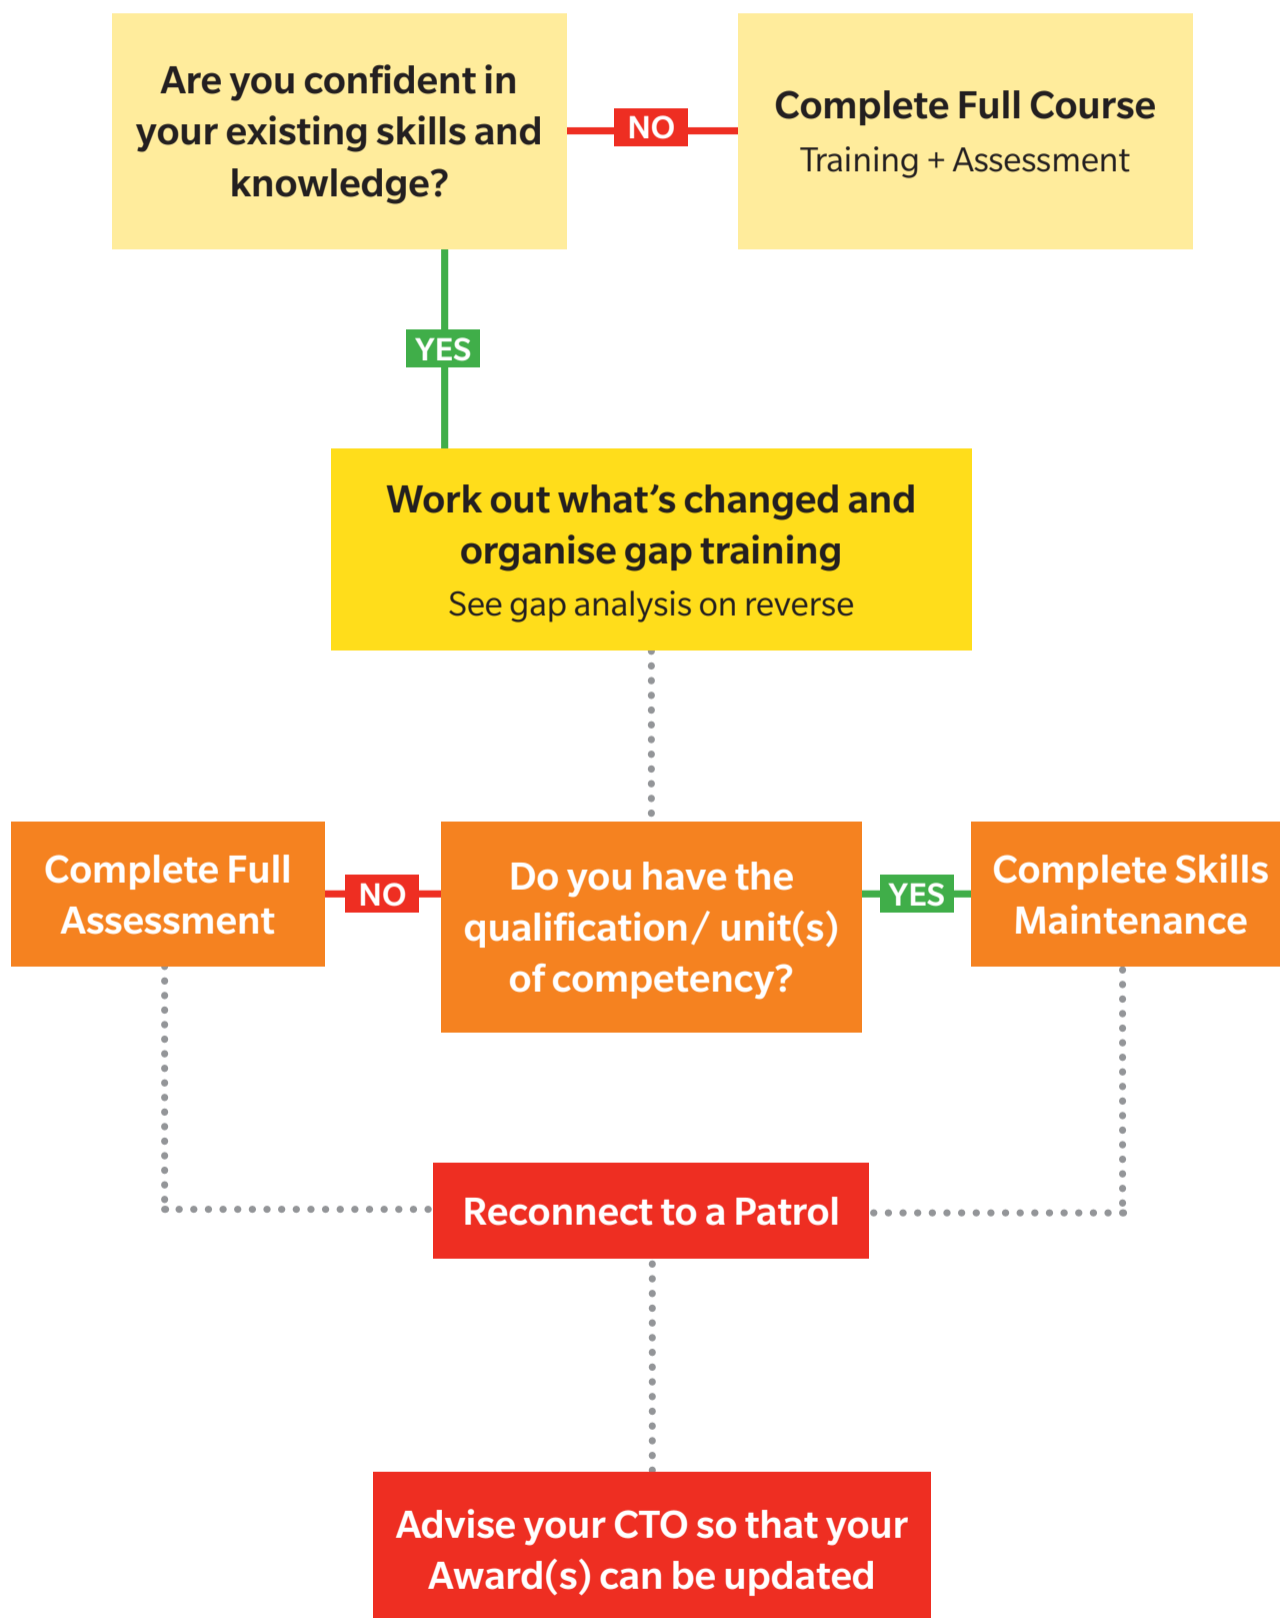 Are you confident in
your existing skills and
knowledge?
NO
Complete Full Course
Training + Assessment
YES
Work out what’s changed and
organise gap training
See gap analysis on reverse
Complete Full
Assessment
NO
Do you have the
qualification/ unit(s)
of competency?
YES
Complete Skills
Maintenance
Reconnect to a Patrol
Advise your CTO so that your
Award(s) can be updated